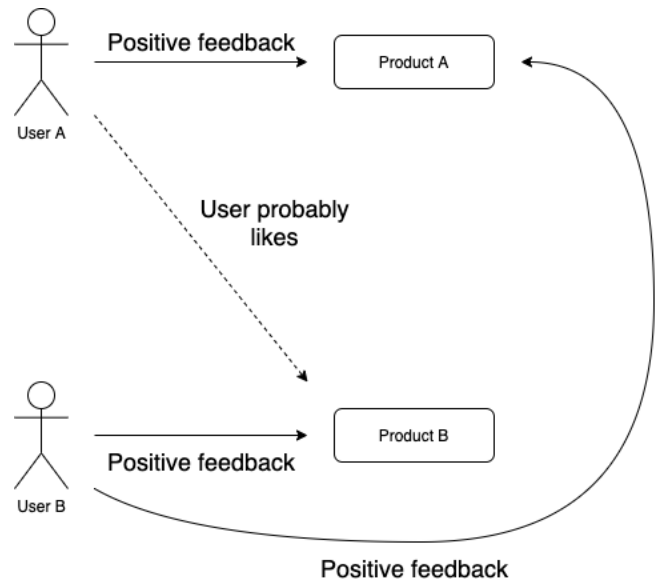 Positive feedback
Product A
User A
User probably
likes
Product B
Positive feedback
User B
Positive feedback